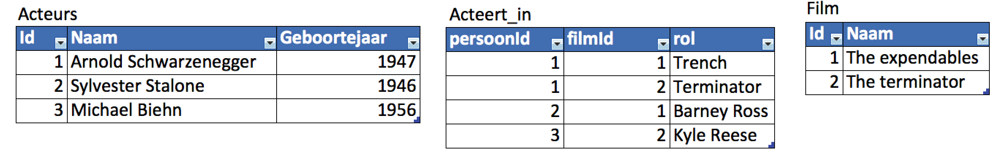 Acteurs
Id Naam Geboortejaar
1 Arnold Schwarzenegger 1947
2 Sylvester Stalone 1946
3 Michael Biehn 1956
Acteert_in
persoonId filmId rol
1 1 Trench
1 2 Terminator
2 1 Barney Ross
3 2 Kyle Reese
Film
Id Naam
1 The expendables
2 The terminator